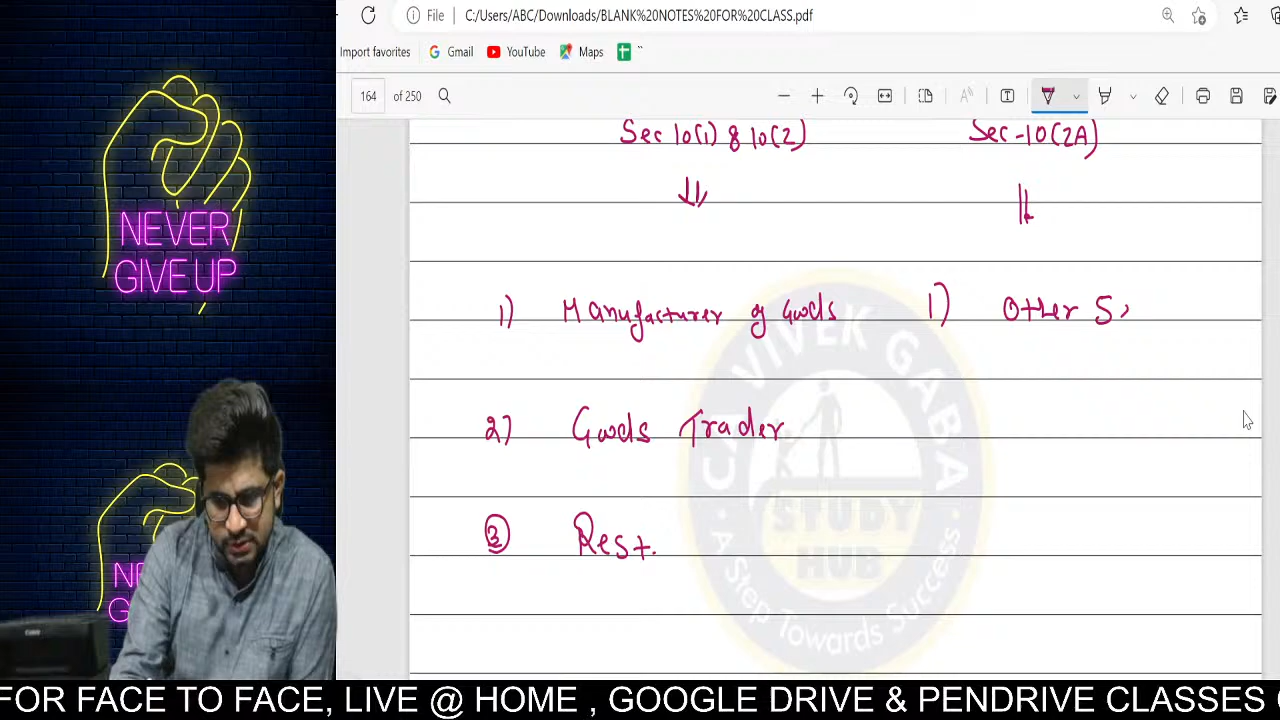 File C:/Users/ABC/Downloads/BLANK%20NOTES%20FOR%20CLASS.pdf
Import favorites Gmail YouTube Maps
164 of 250
Sec 10(1) & 10(2) Sec-10(2A)
1) Manufacturer of Goods 1) Other S
2) Goods Trader
3 Rest.
NEVER
GIVE UP
FOR FACE TO FACE, LIVE @ HOME , GOOGLE DRIVE & PENDRIVE CLASSES